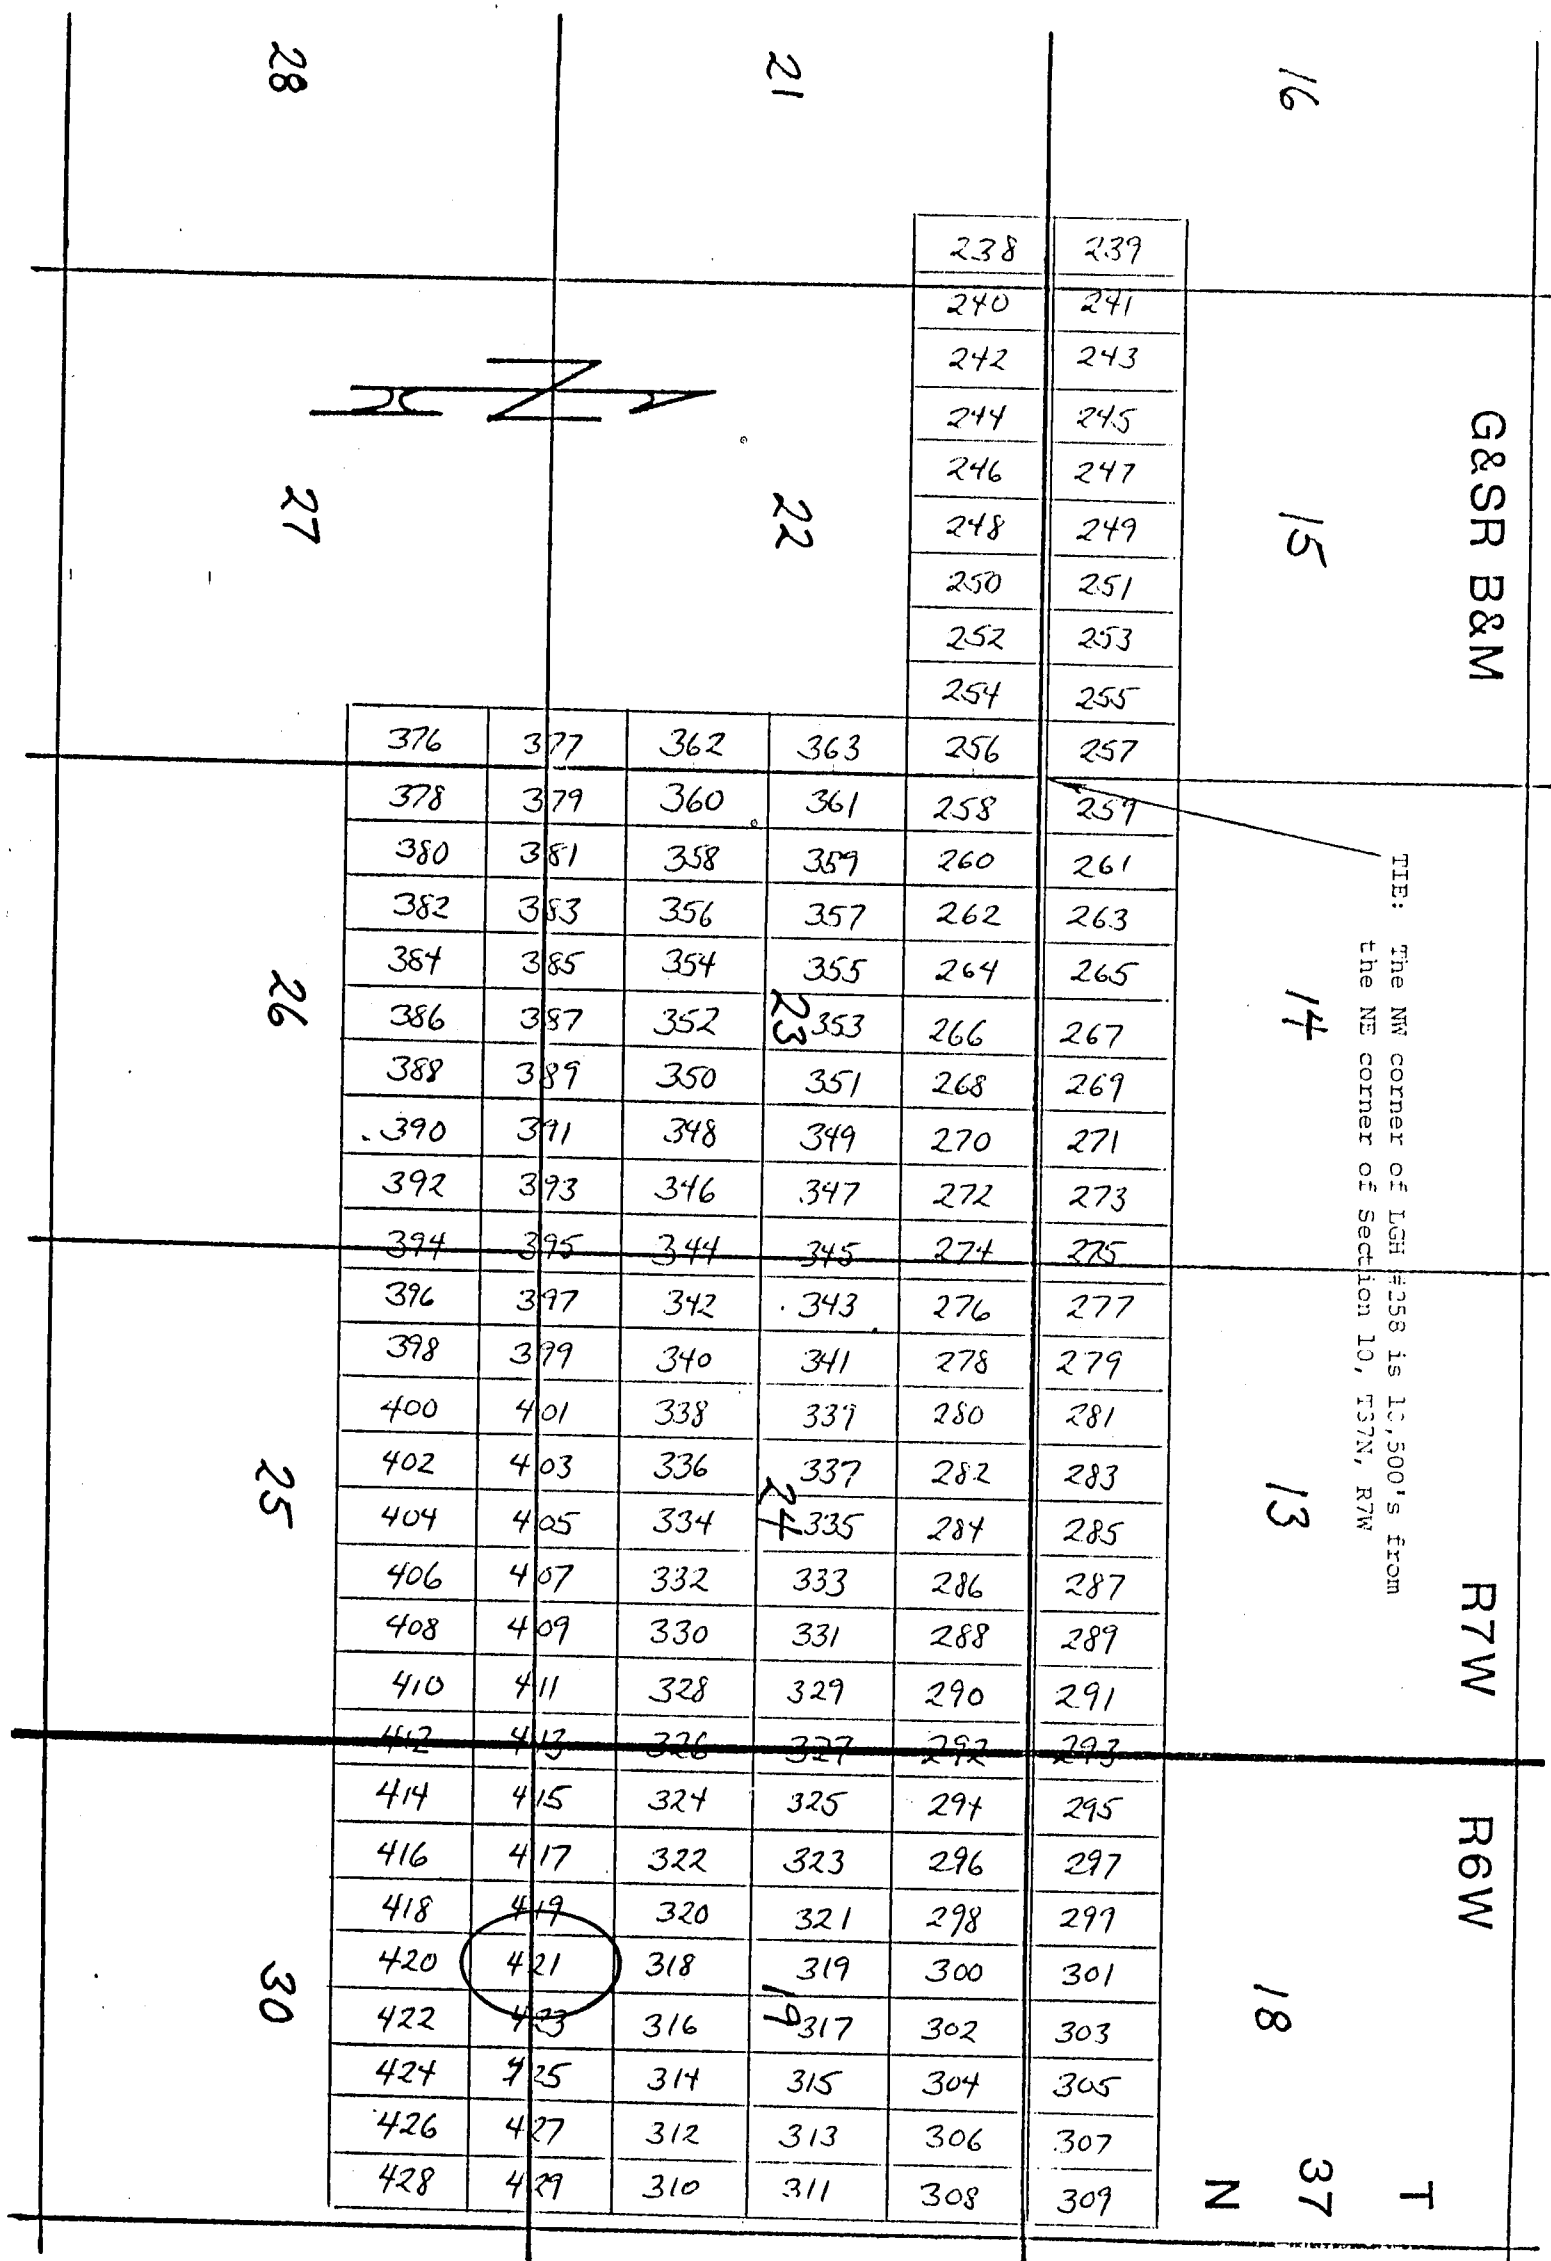 G&SR B&M
R7W
R6W
T
37
N
TIE: The NW corner of LGH #258 is 10,500's from
the NE corner of Section 10, T37N, R7W
16
15
14
13
18
21
22
23
24
19
28
27
26
25
30
N
238 239
240 241
242 243
244 245
246 247
248 249
250 251
252 253
254 255
376 377 362 363 256 257
378 379 360 361 258 259
380 381 358 359 260 261
382 383 356 357 262 263
384 385 354 355 264 265
386 387 352 353 266 267
388 389 350 351 268 269
390 391 348 349 270 271
392 393 346 347 272 273
394 395 344 345 274 275
396 397 342 343 276 277
398 399 340 341 278 279
400 401 338 339 280 281
402 403 336 337 282 283
404 405 334 335 284 285
406 407 332 333 286 287
408 409 330 331 288 289
410 411 328 329 290 291
412 413 326 327 292 293
414 415 324 325 294 295
416 417 322 323 296 297
418 419 320 321 298 299
420 421 318 319 300 301
422 423 316 317 302 303
424 425 314 315 304 305
426 427 312 313 306 307
428 429 310 311 308 309